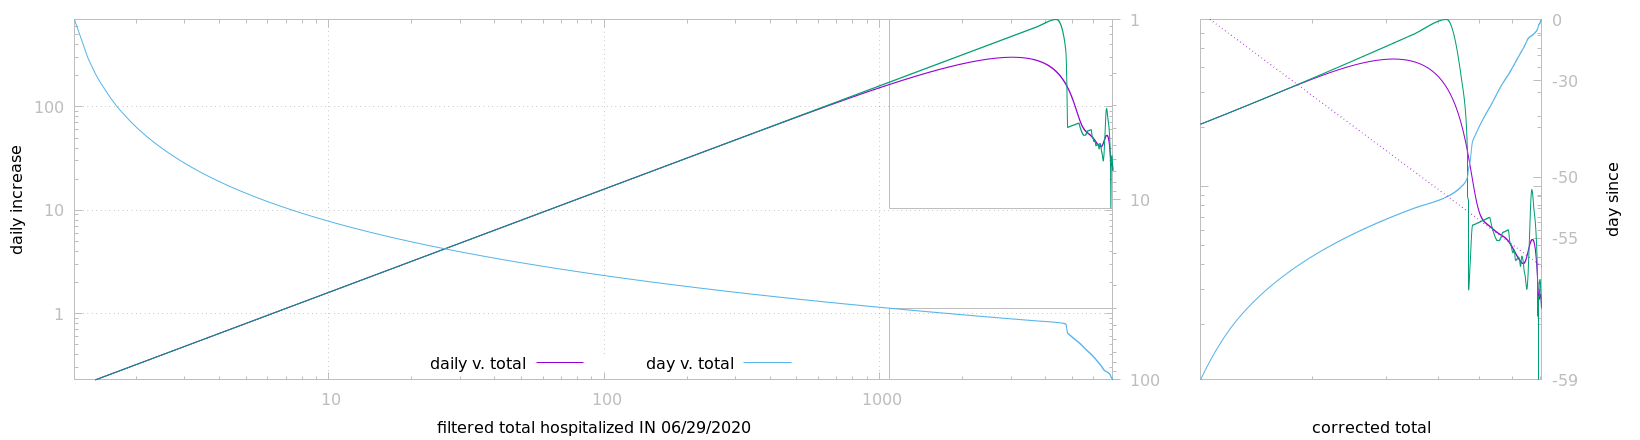 daily increase
100
10
1
10
100
1000
1
10
100
daily v. total
day v. total
filtered total hospitalized IN 06/29/2020
0
-30
-50
-55
-59
day since
corrected total